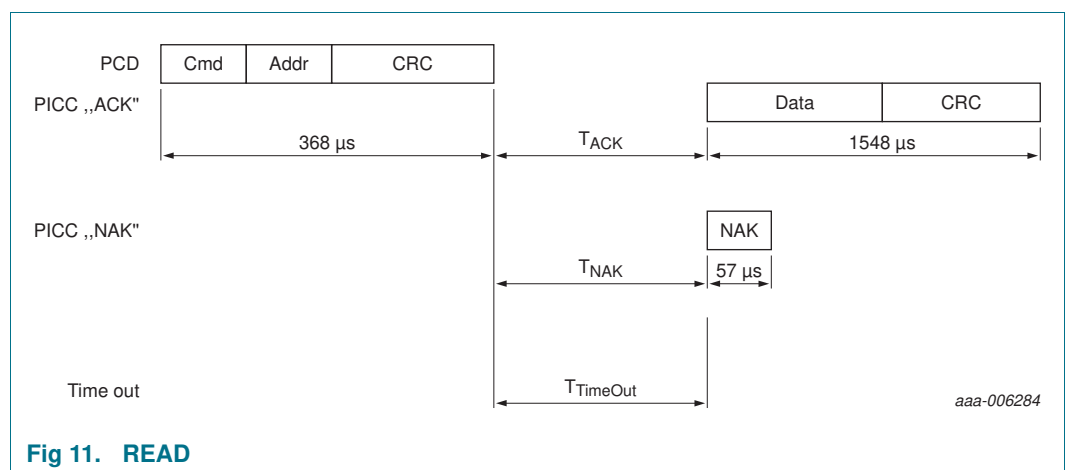 PCD Cmd Addr CRC
PICC ,,ACK" Data CRC
368 µs TACK 1548 µs
PICC ,,NAK" NAK
TNAK 57 µs
Time out TTimeOut aaa-006284
Fig 11. READ